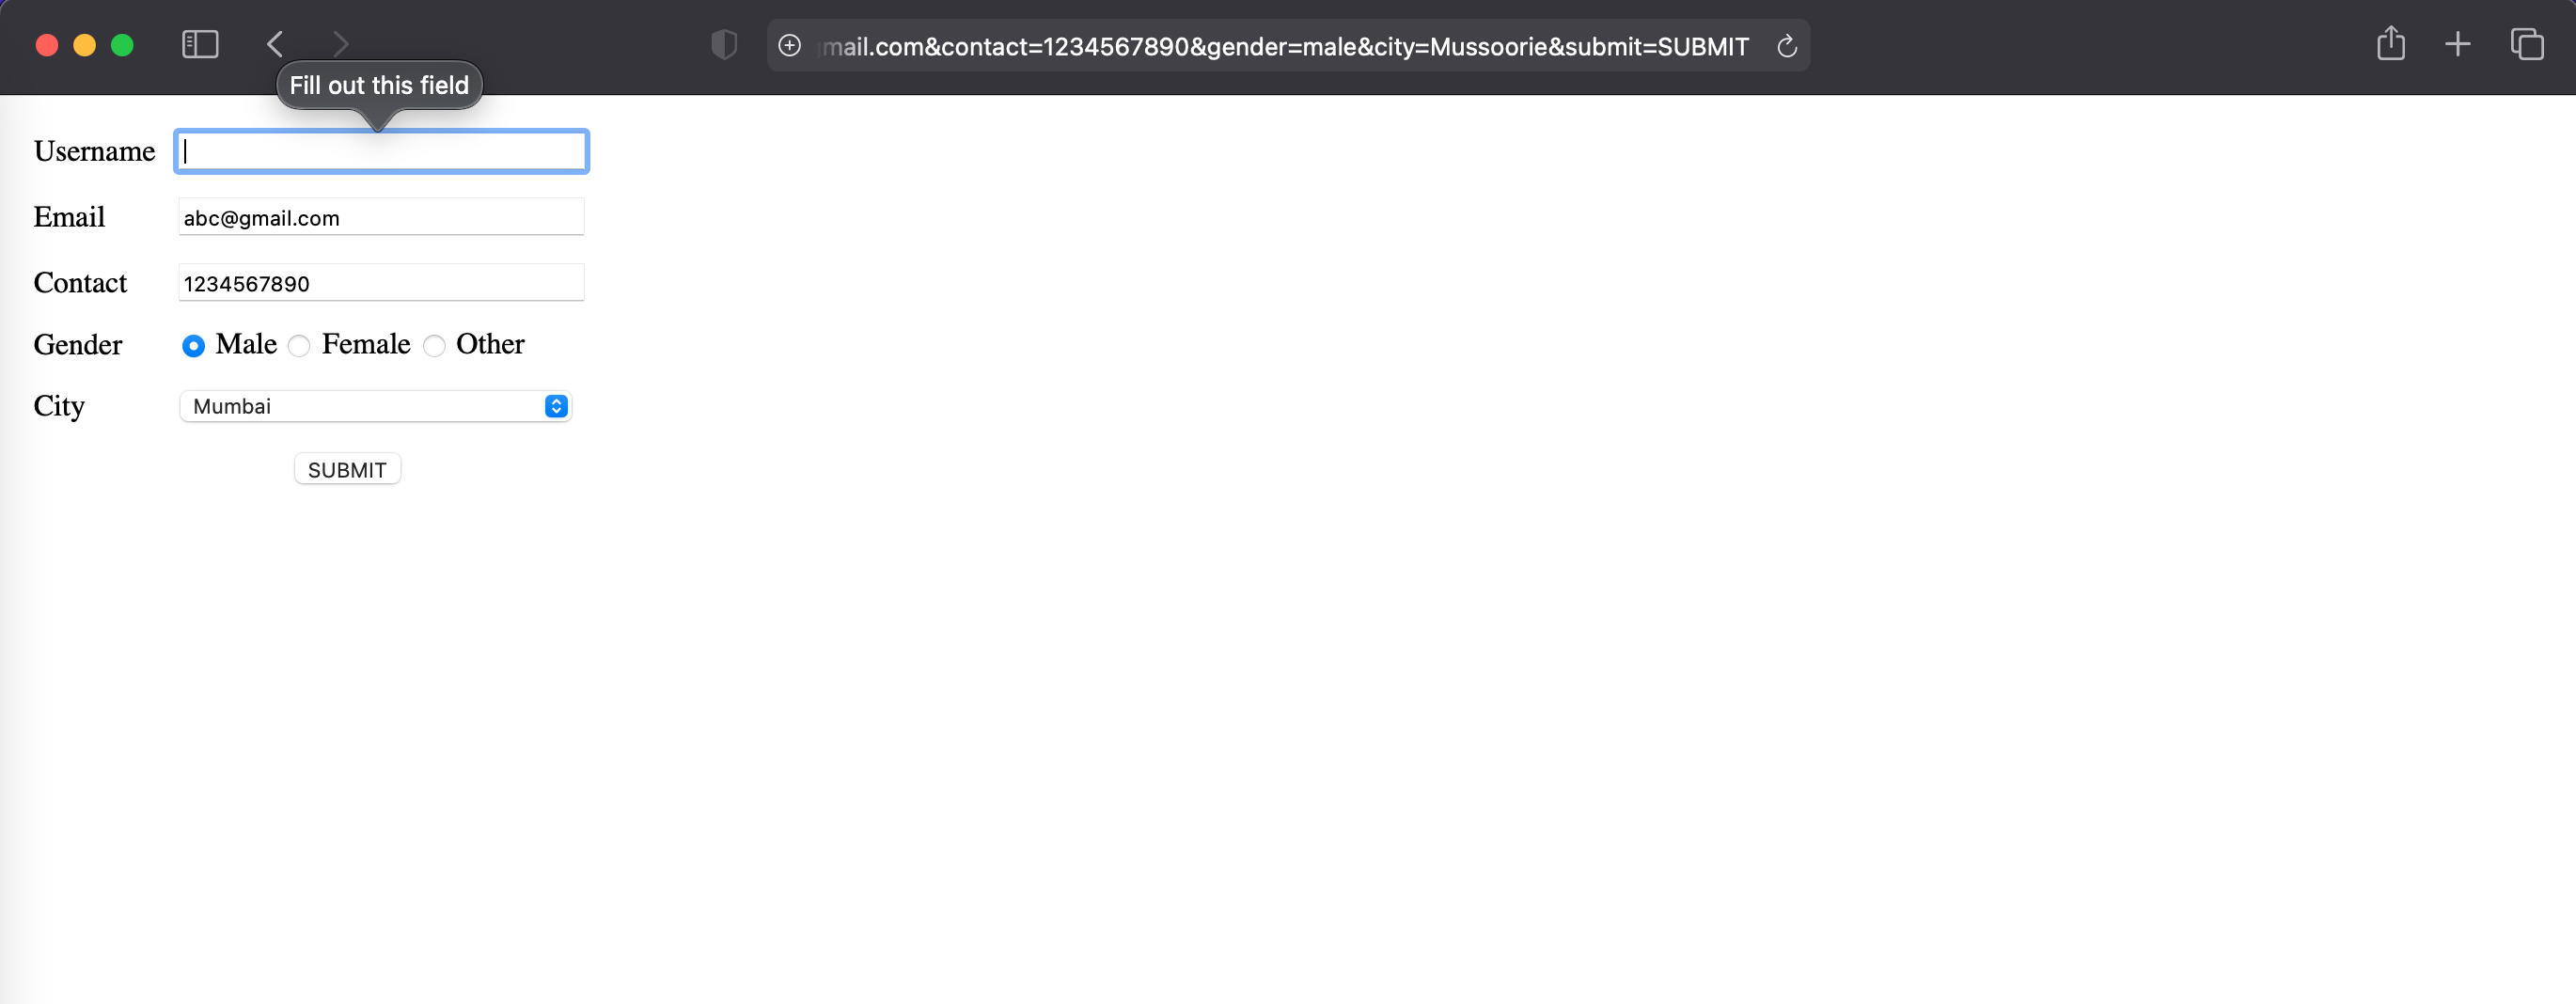 mail.com&contact=1234567890&gender=male&city=Mussoorie&submit=SUBMIT
Fill out this field
Username
Email abc@gmail.com
Contact 1234567890
Gender Male Female Other
City Mumbai
SUBMIT